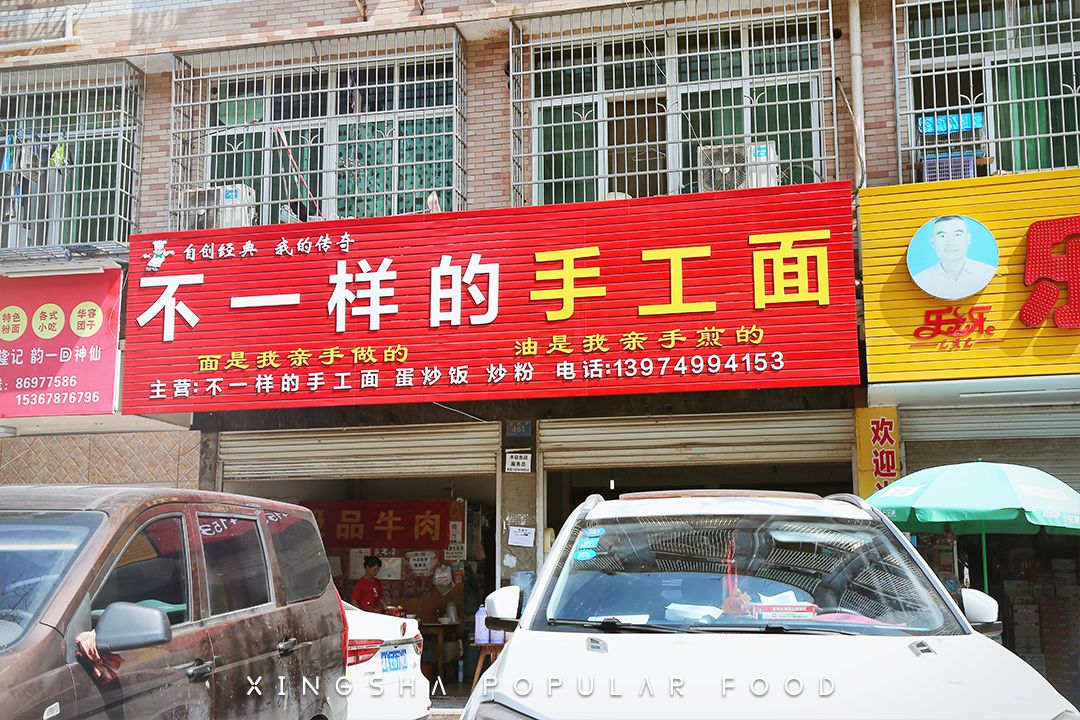 自创经典 我的传奇
不一样的手工面
面是我亲手做的 油是我亲手煎的
主营: 不一样的手工面 蛋炒饭 炒粉 电话:13974994153
特色粉面 各式小吃 华容团子
隆记 韵一回神仙
86977586
15367876796
乐
欢迎
品牛肉
XINGSHA POPULAR FOOD